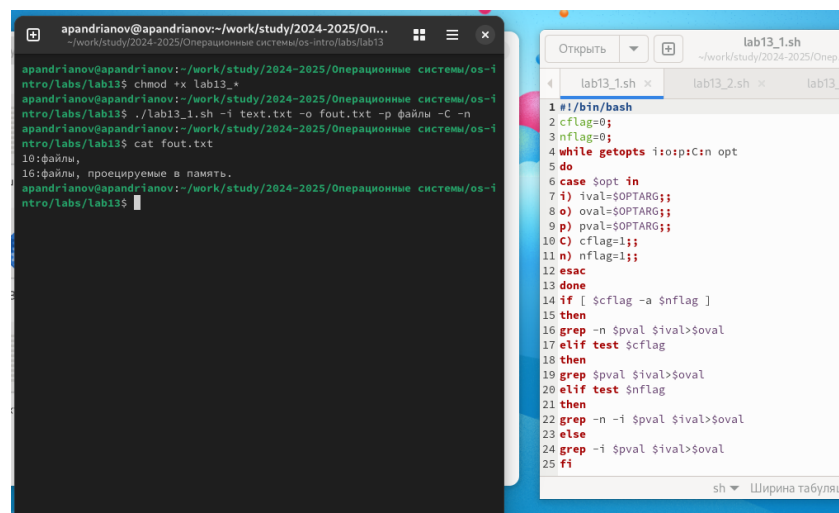 apandrianov@apandrianov:~/work/study/2024-2025/Оп...
~/work/study/2024-2025/Операционные системы/os-intro/labs/lab13
apandrianov@apandrianov:~/work/study/2024-2025/Операционные системы/os-i
ntro/labs/lab13$ chmod +x lab13_*
apandrianov@apandrianov:~/work/study/2024-2025/Операционные системы/os-i
ntro/labs/lab13$ ./lab13_1.sh -i text.txt -o fout.txt -p файлы -C -n
apandrianov@apandrianov:~/work/study/2024-2025/Операционные системы/os-i
ntro/labs/lab13$ cat fout.txt
10:файлы,
16:файлы, проецируемые в память.
apandrianov@apandrianov:~/work/study/2024-2025/Операционные системы/os-i
ntro/labs/lab13$
Открыть
lab13_1.sh
~/work/study/2024-2025/Опер
lab13_1.sh × lab13_2.sh × lab13_
1 #!/bin/bash
2 cflag=0;
3 nflag=0;
4 while getopts i:o:p:C:n opt
5 do
6 case $opt in
7 i) ival=$OPTARG;;
8 o) oval=$OPTARG;;
9 p) pval=$OPTARG;;
10 C) cflag=1;;
11 n) nflag=1;;
12 esac
13 done
14 if [ $cflag -a $nflag ]
15 then
16 grep -n $pval $ival>$oval
17 elif test $cflag
18 then
19 grep $pval $ival>$oval
20 elif test $nflag
21 then
22 grep -n -i $pval $ival>$oval
23 else
24 grep -i $pval $ival>$oval
25 fi
sh Ширина табуляц